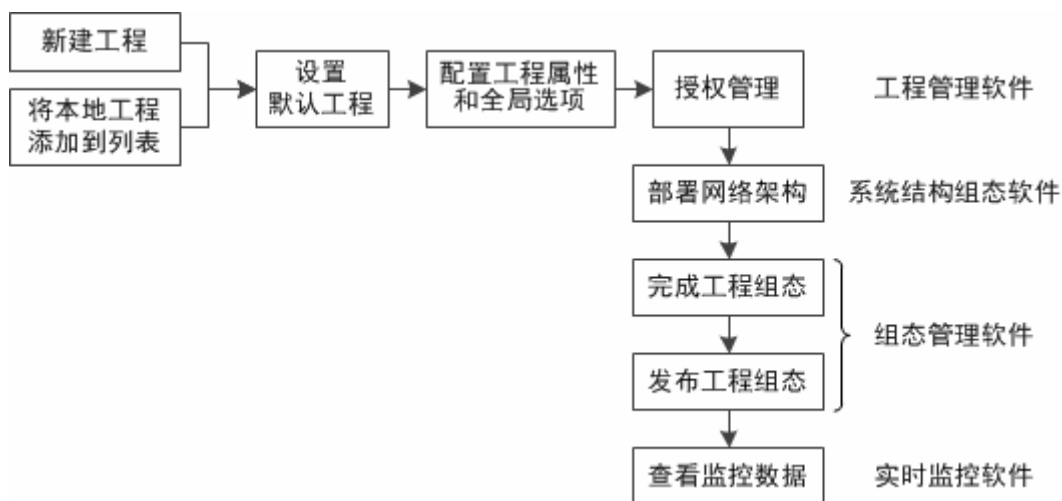 新建工程
将本地工程
添加到列表
设置
默认工程
配置工程属性
和全局选项
授权管理
工程管理软件
部署网络架构
系统结构组态软件
完成工程组态
发布工程组态
组态管理软件
查看监控数据
实时监控软件